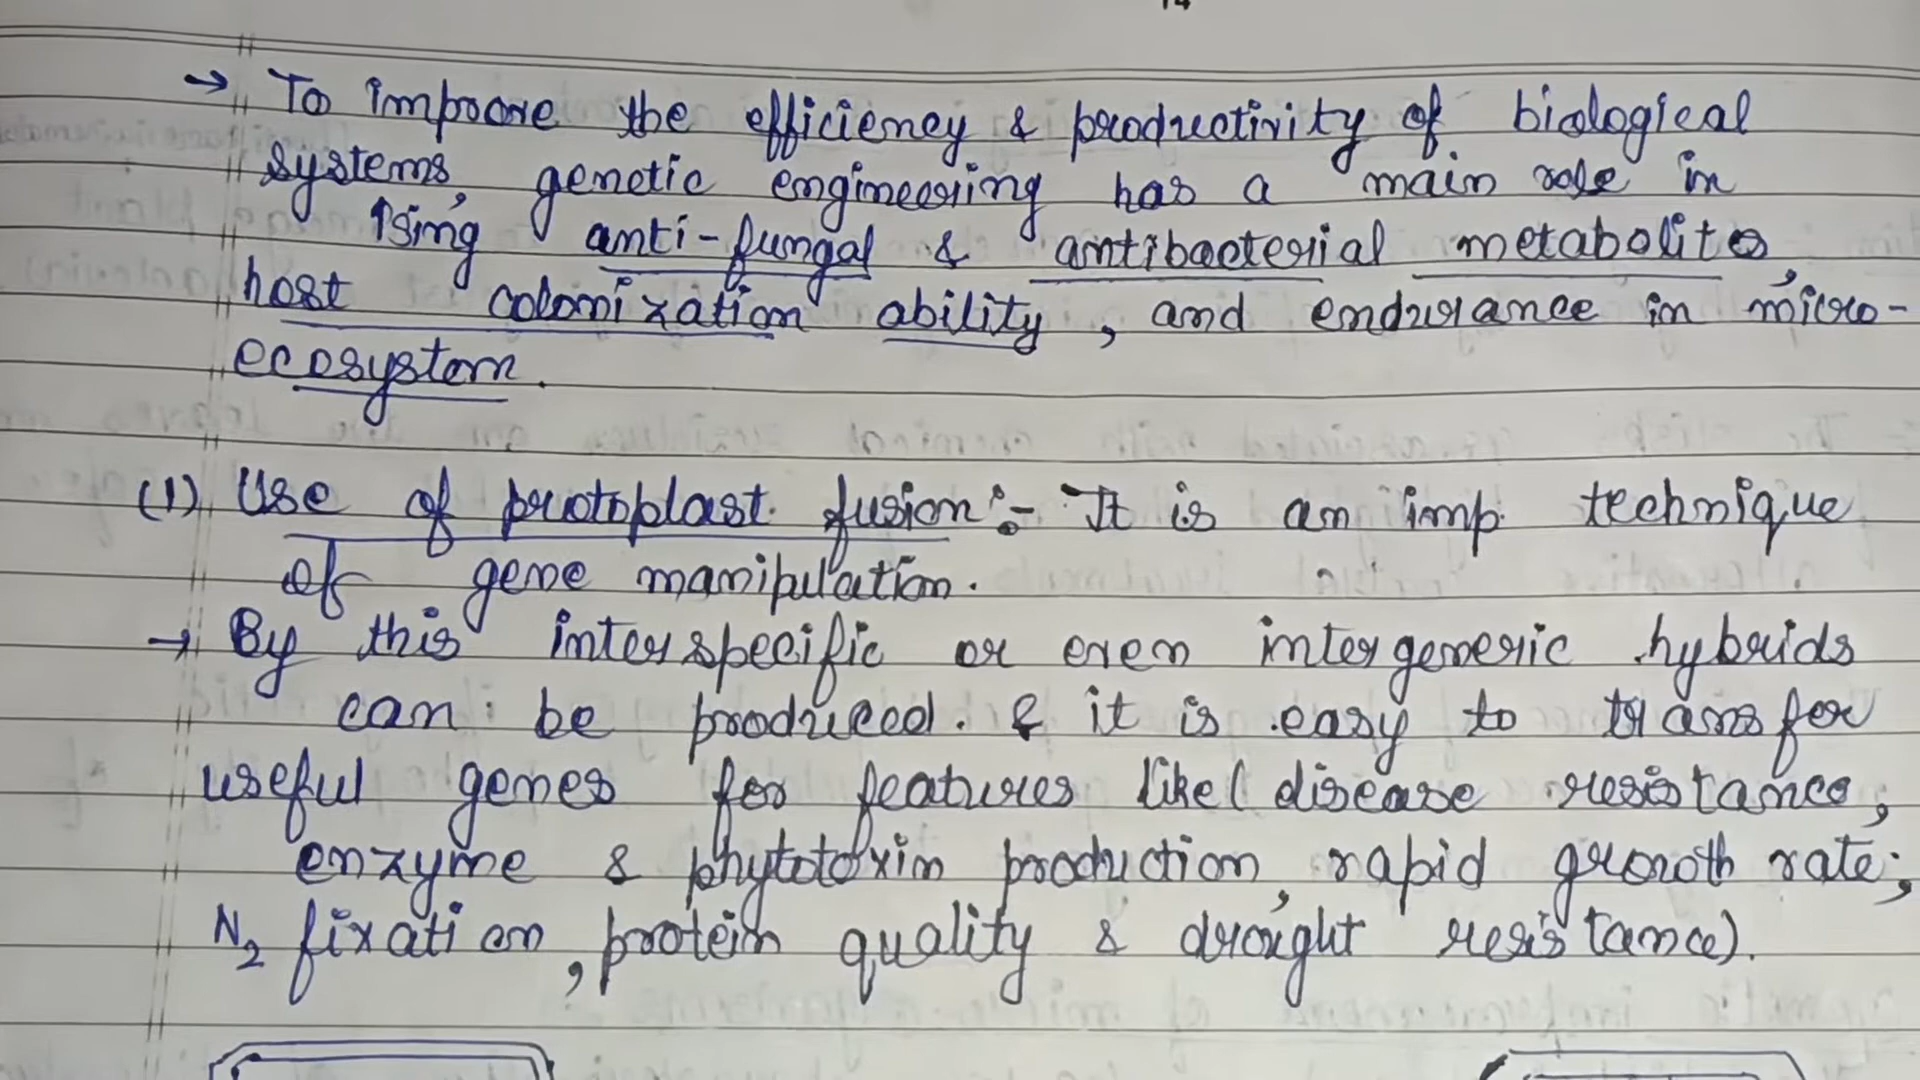 14
→ To improve the efficiency & productivity of biological
systems, genetic engineering has a main role in
↑sing anti-fungal & antibacterial metabolites,
host colonization ability, and endurance in micro-
ecosystem.
(1) Use of protoplast fusion:- It is an imp. technique
of gene manipulation.
→ By this interspecific or even intergeneric hybrids
can be produced. & it is easy to transfer
useful genes for features like (disease resistance,
enzyme & phytotoxin production, rapid growth rate,
N2 fixation, protein quality & drought resistance).